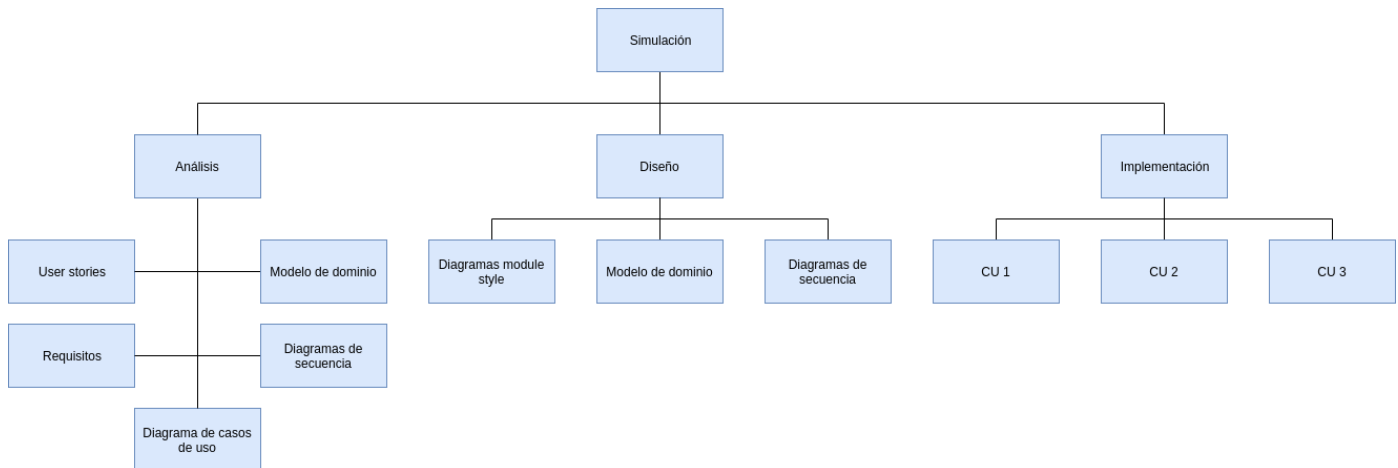 Simulación
Análisis
Diseño
Implementación
User stories
Modelo de dominio
Diagramas module
style
Modelo de dominio
Diagramas de
secuencia
CU 1
CU 2
CU 3
Requisitos
Diagramas de
secuencia
Diagrama de casos
de uso